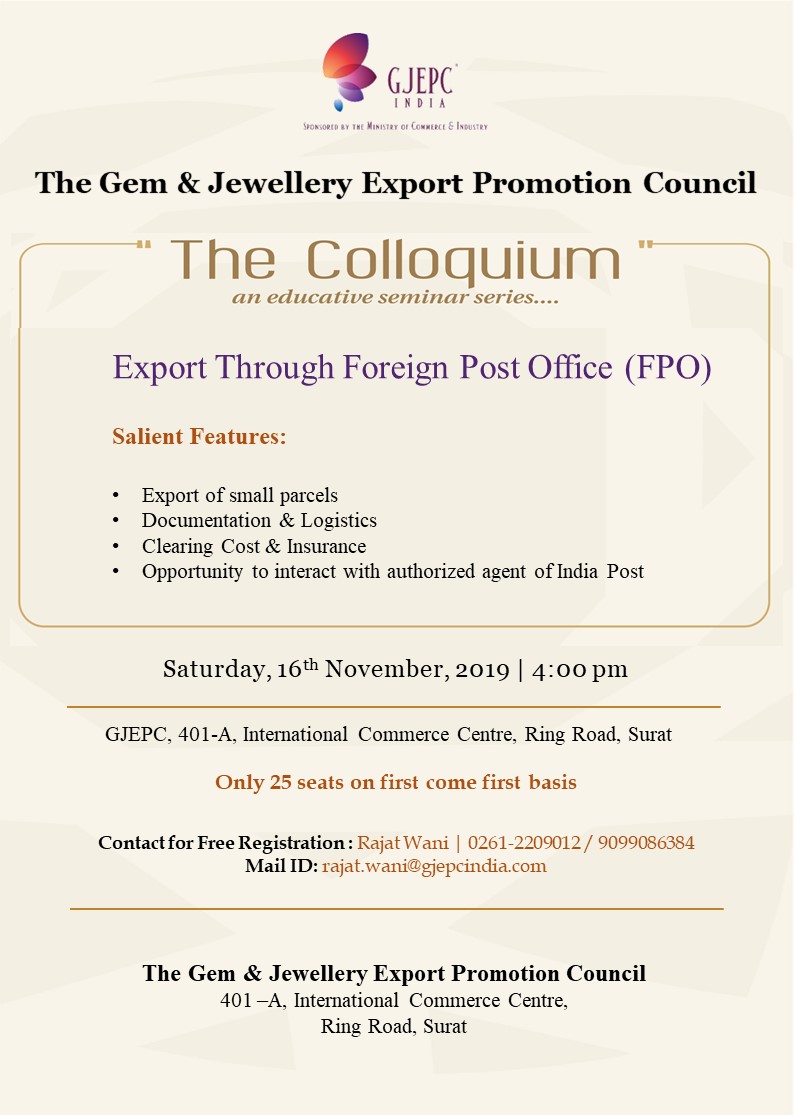 GJEPC
INDIA
SPONSORED BY THE MINISTRY OF COMMERCE & INDUSTRY
The Gem & Jewellery Export Promotion Council
" The Colloquium "
an educative seminar series....
Export Through Foreign Post Office (FPO)
Salient Features:
• Export of small parcels
• Documentation & Logistics
• Clearing Cost & Insurance
• Opportunity to interact with authorized agent of India Post
Saturday, 16th November, 2019 | 4:00 pm
GJEPC, 401-A, International Commerce Centre, Ring Road, Surat
Only 25 seats on first come first basis
Contact for Free Registration : Rajat Wani | 0261-2209012 / 9099086384
Mail ID: rajat.wani@gjepcindia.com
The Gem & Jewellery Export Promotion Council
401 –A, International Commerce Centre,
Ring Road, Surat